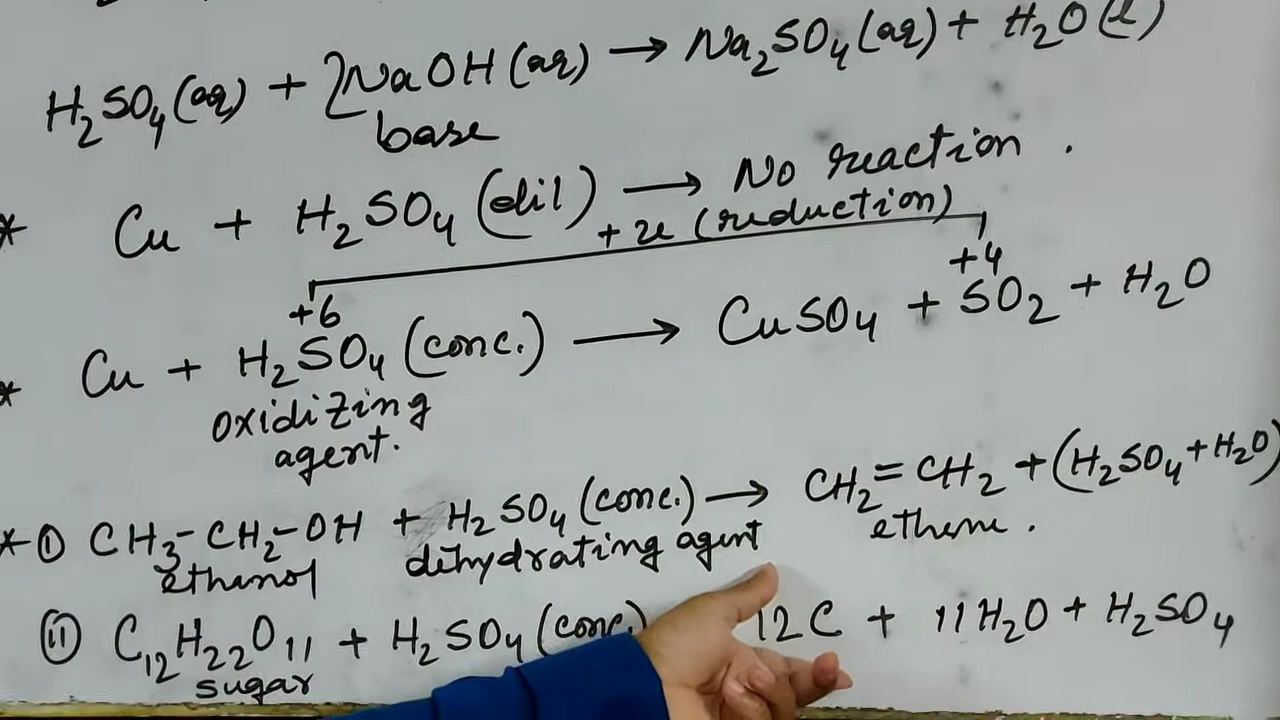 H₂SO₄(aq) + 2NaOH(aq) → Na₂SO₄(aq) + H₂O(l)
base
* Cu + H₂SO₄(dil) → No reaction.
+2e (reduction)
+6 +4
* Cu + H₂SO₄(conc.) → CuSO₄ + SO₂ + H₂O
oxidizing
agent.
* (i) CH₃-CH₂-OH + H₂SO₄(conc.) → CH₂=CH₂ + (H₂SO₄+H₂O)
ethanol dihydrating agent ethene.
(ii) C₁₂H₂₂O₁₁ + H₂SO₄(conc.) 12C + 11H₂O + H₂SO₄
sugar